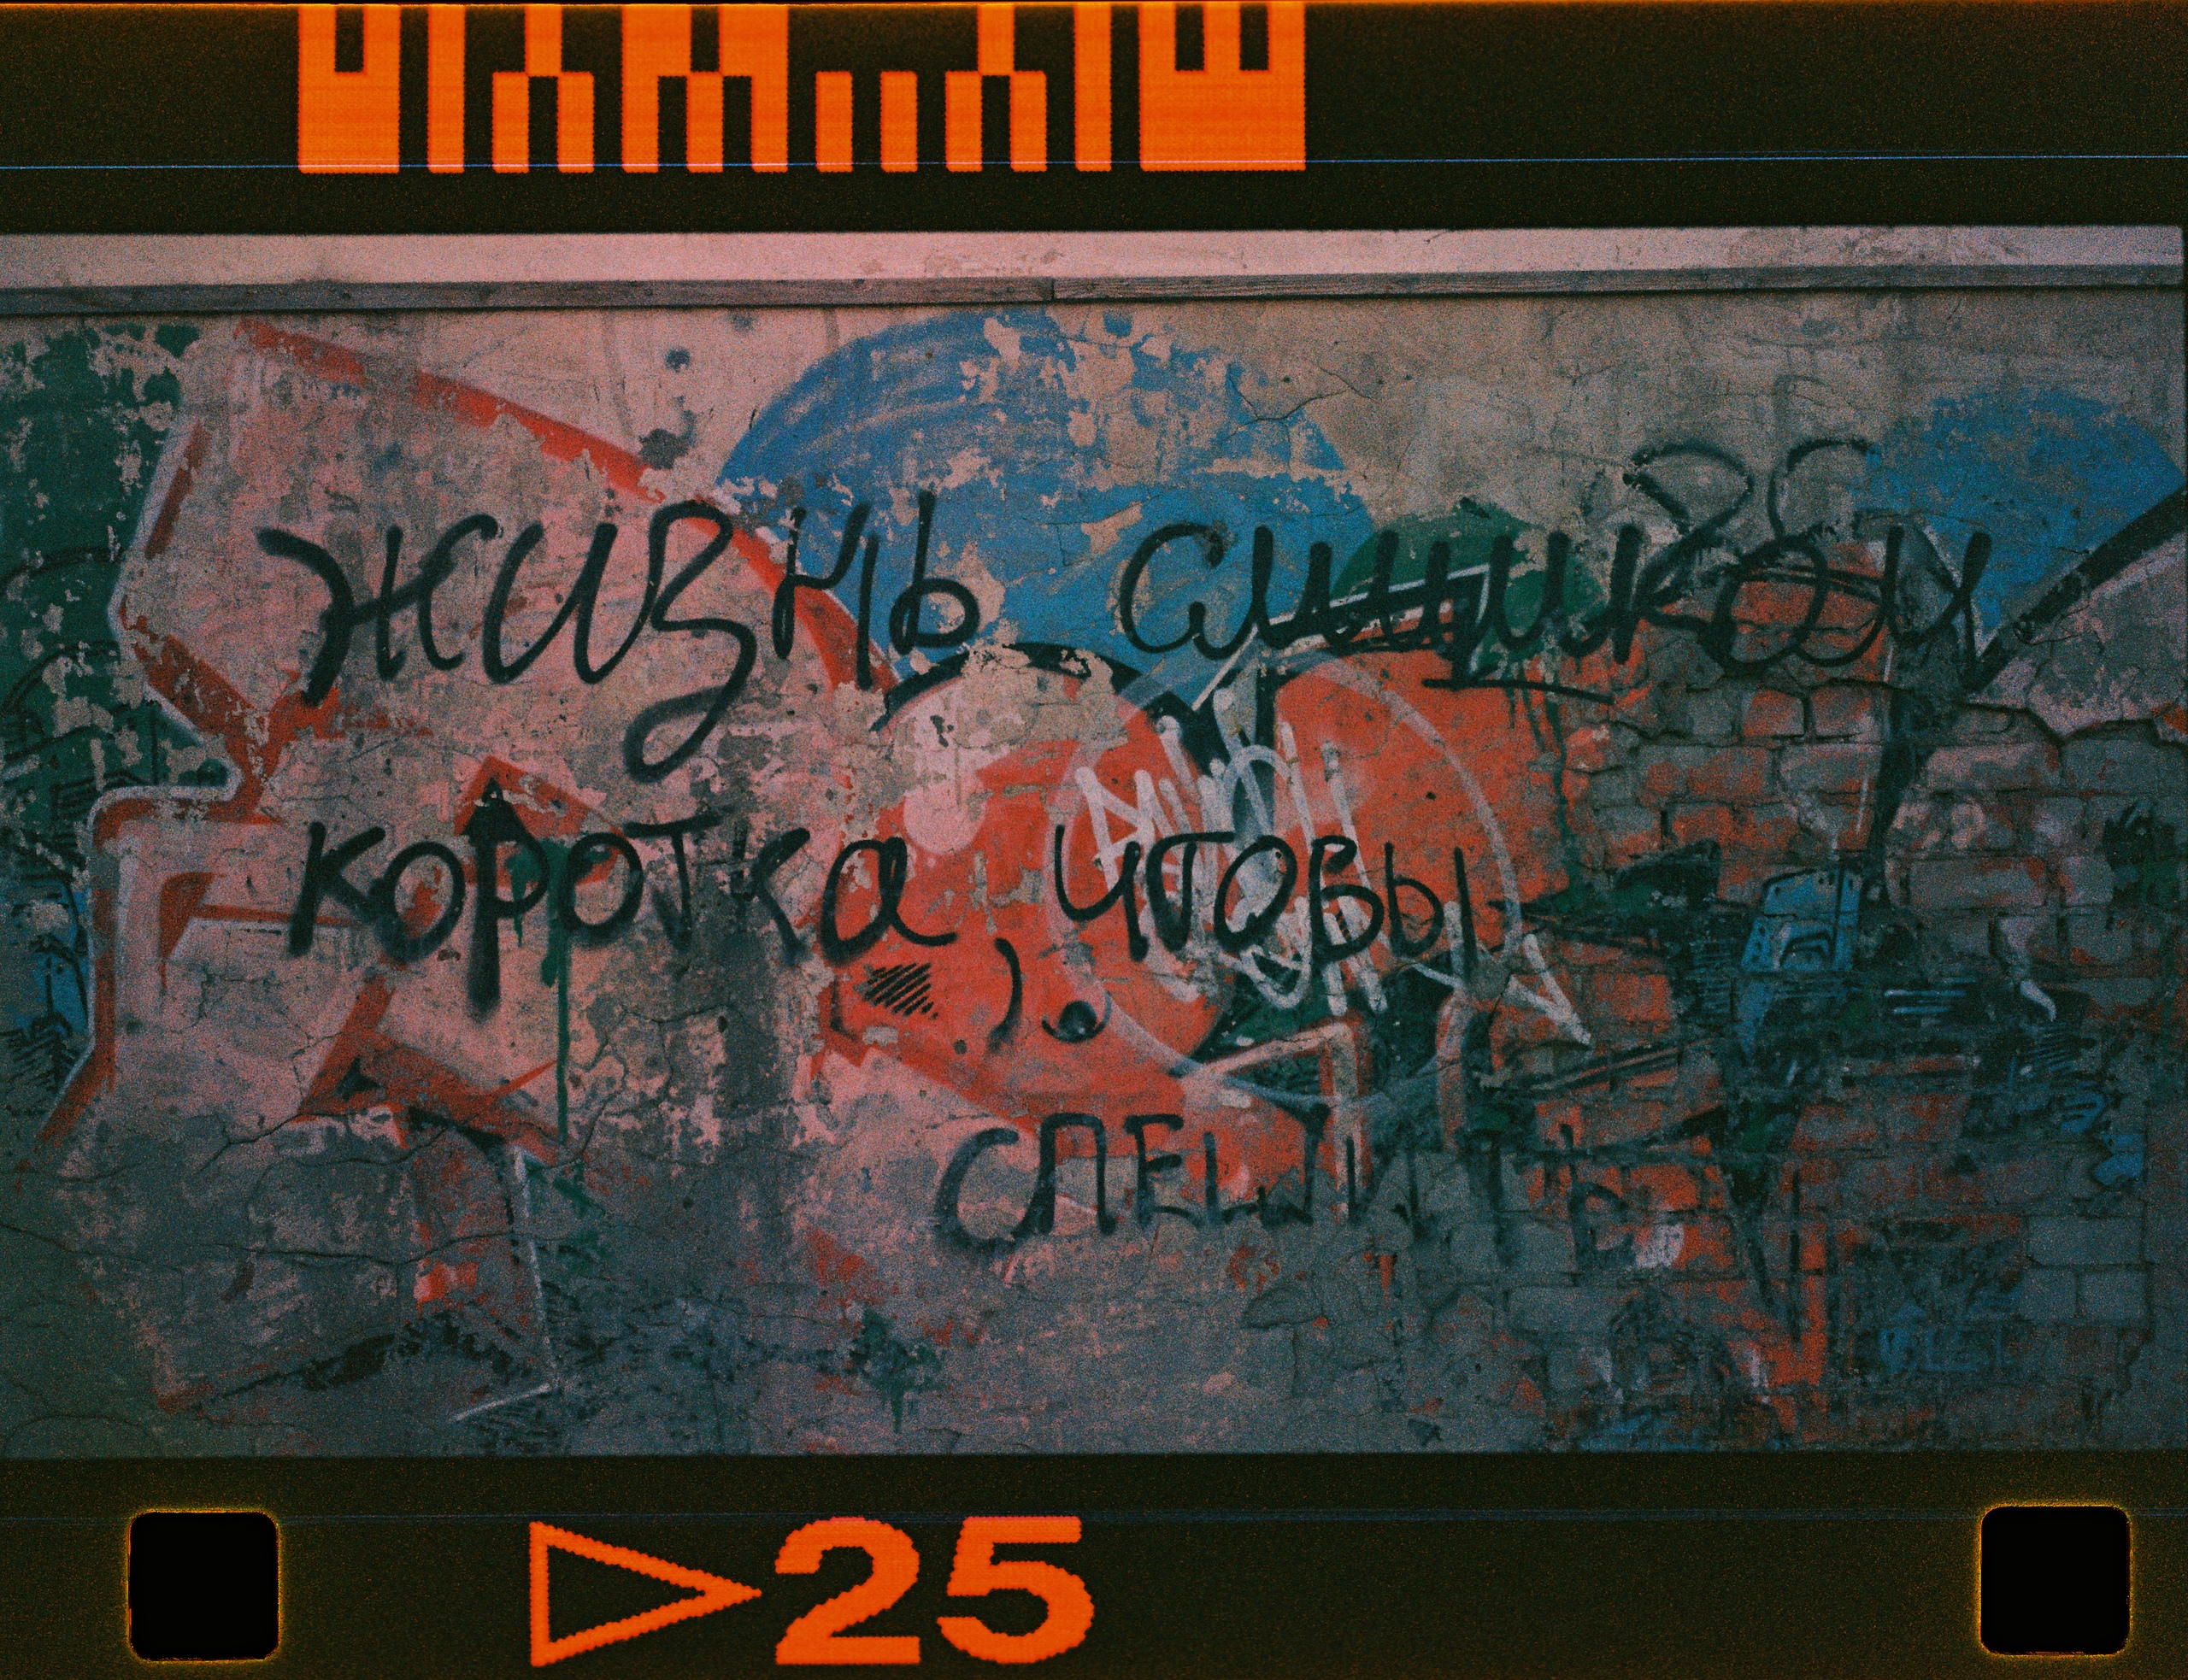 жизнь слишком
коротка, чтобы
СПЕШИТЬ
25